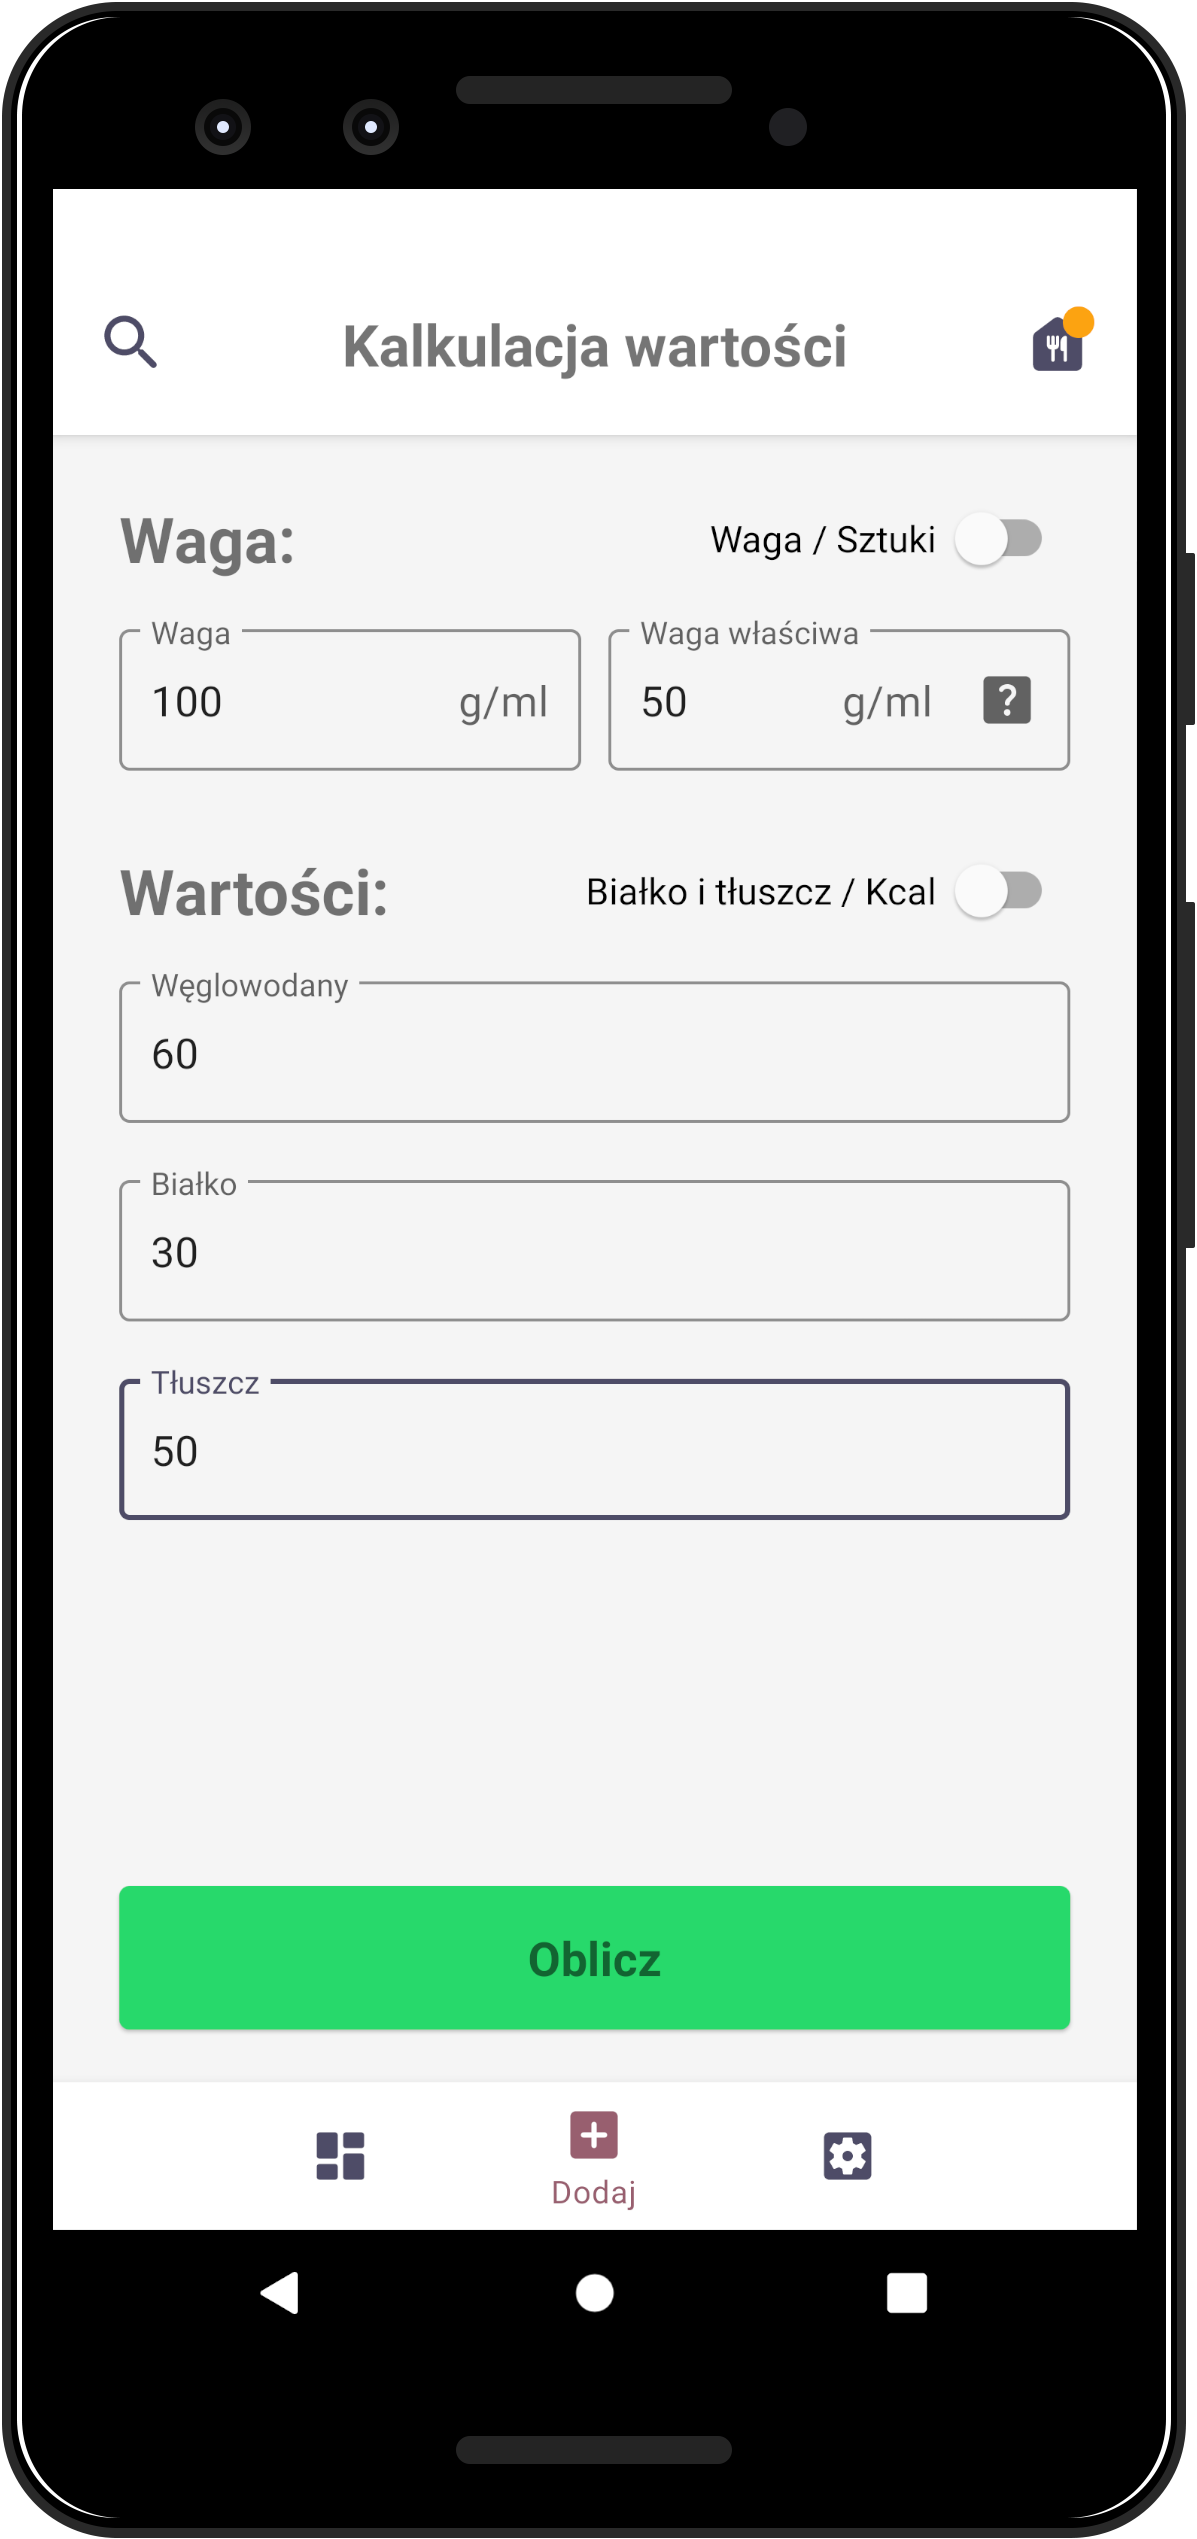 Kalkulacja wartości
Waga:
Waga / Sztuki
Waga
100 g/ml
Waga właściwa
50 g/ml ?
Wartości:
Białko i tłuszcz / Kcal
Węglowodany
60
Białko
30
Tłuszcz
50
Oblicz
Dodaj